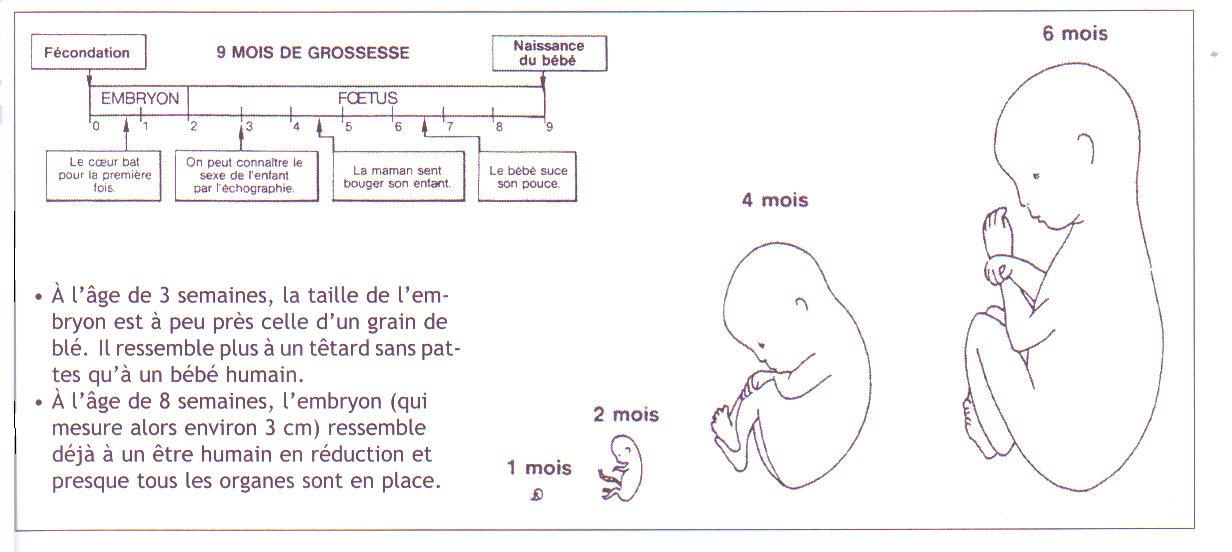 Fécondation
9 MOIS DE GROSSESSE
Naissance
du bébé
EMBRYON
FŒTUS
0 1 2 3 4 5 6 7 8 9
Le cœur bat
pour la première
fois.
On peut connaître le
sexe de l'enfant
par l'échographie.
La maman sent
bouger son enfant.
Le bébé suce
son pouce.
• À l'âge de 3 semaines, la taille de l'em-
bryon est à peu près celle d'un grain de
blé. Il ressemble plus à un têtard sans pat-
tes qu'à un bébé humain.
• À l'âge de 8 semaines, l'embryon (qui
mesure alors environ 3 cm) ressemble
déjà à un être humain en réduction et
presque tous les organes sont en place.
1 mois
2 mois
4 mois
6 mois